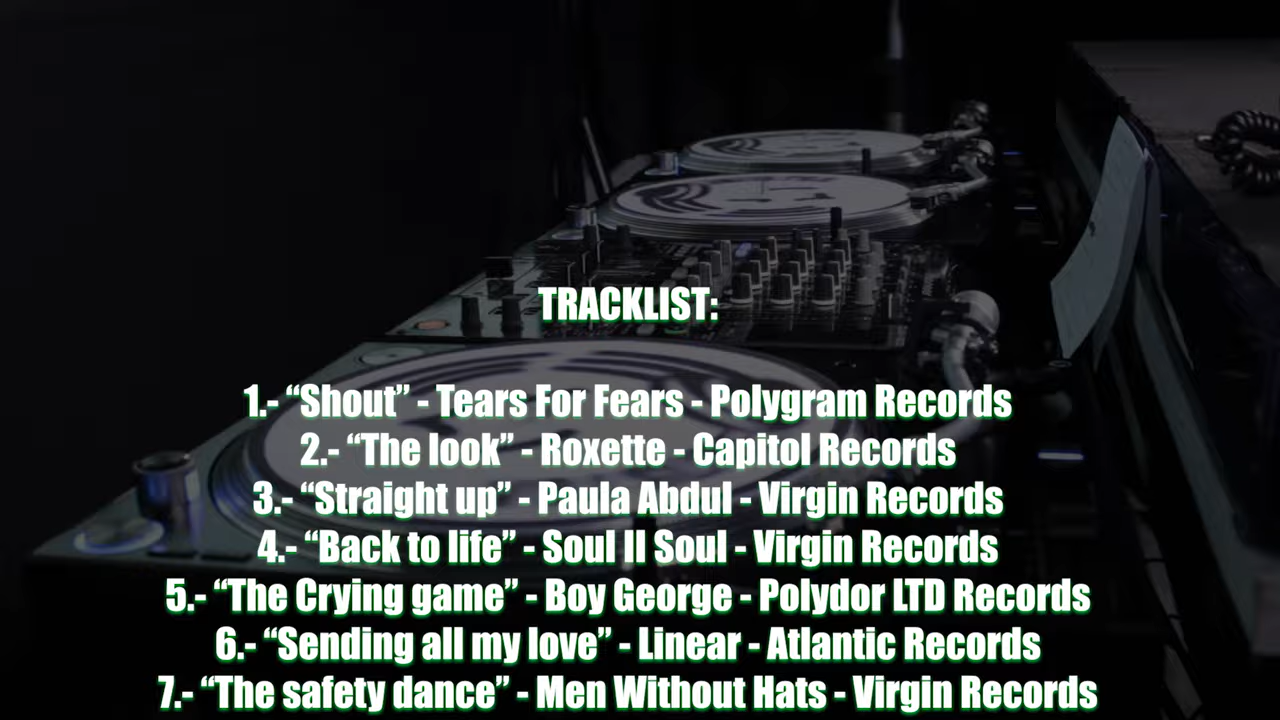 TRACKLIST:
1.- “Shout” - Tears For Fears - Polygram Records
2.- “The look” - Roxette - Capitol Records
3.- “Straight up” - Paula Abdul - Virgin Records
4.- “Back to life” - Soul II Soul - Virgin Records
5.- “The Crying game” - Boy George - Polydor LTD Records
6.- “Sending all my love” - Linear - Atlantic Records
7.- “The safety dance” - Men Without Hats - Virgin Records